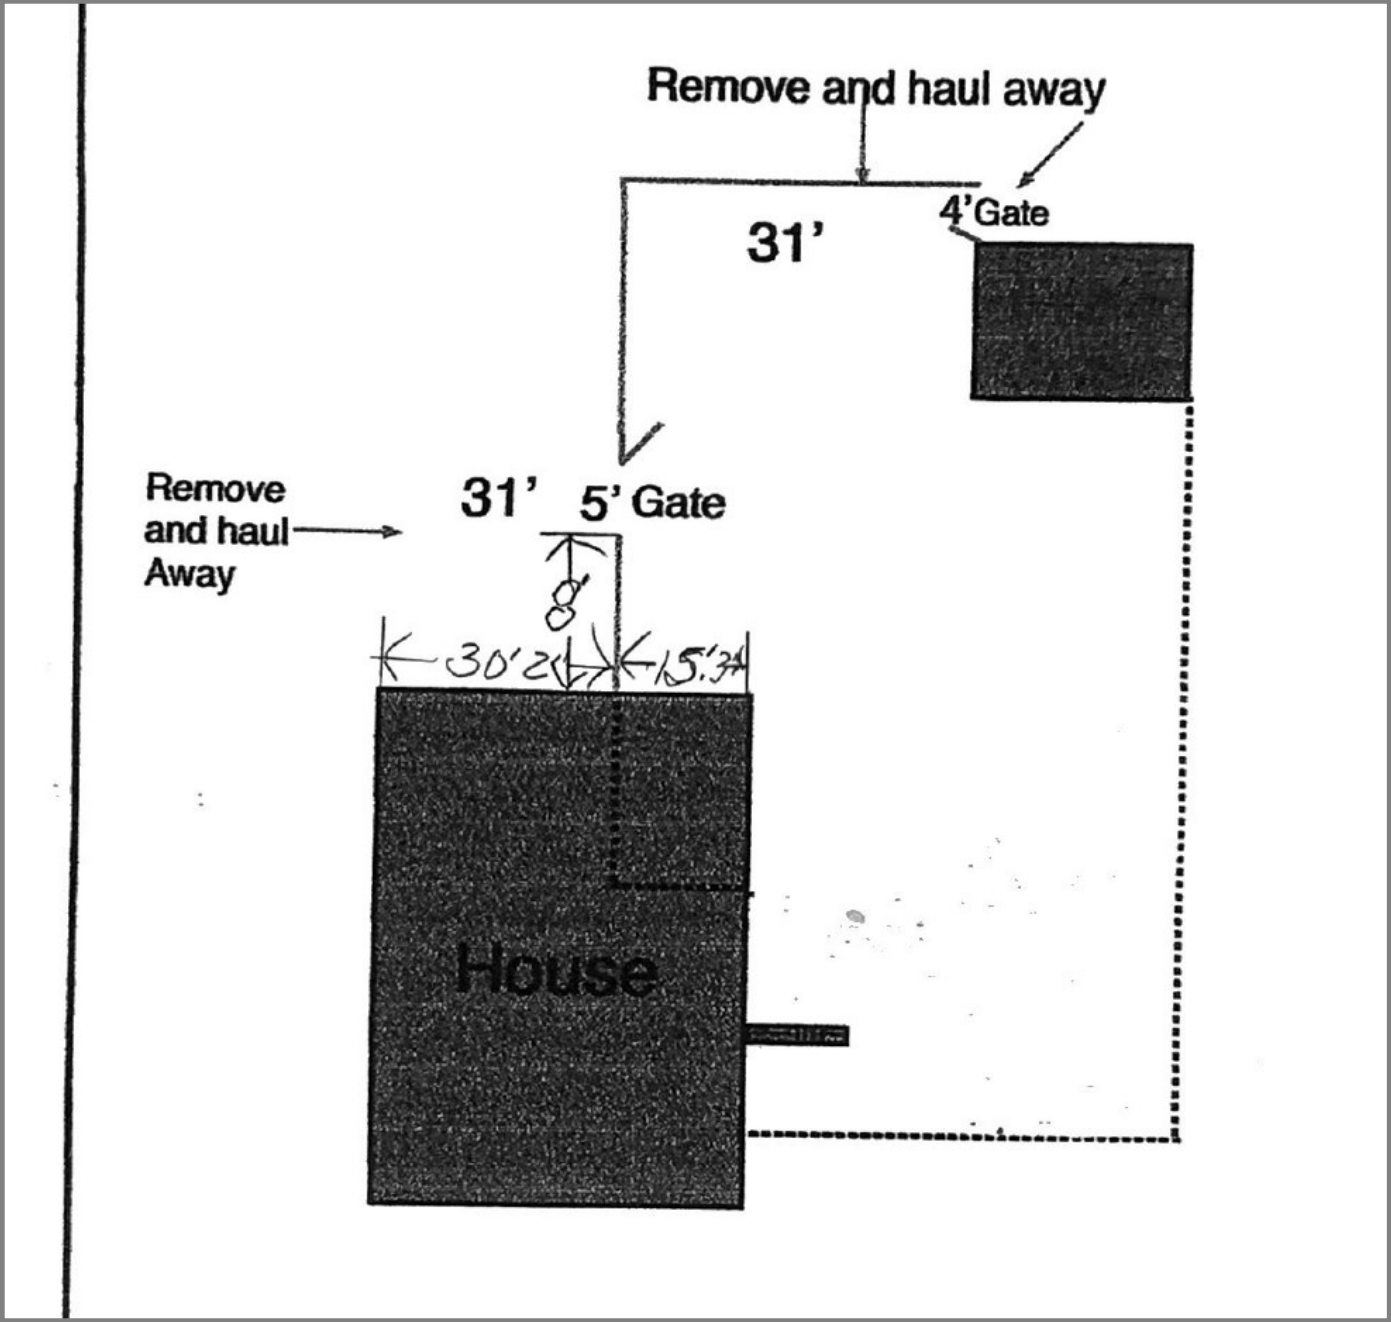 Remove and haul away
4' Gate
31'
Remove
and haul
Away
31' 5' Gate
8'
30'2
15'.3
House